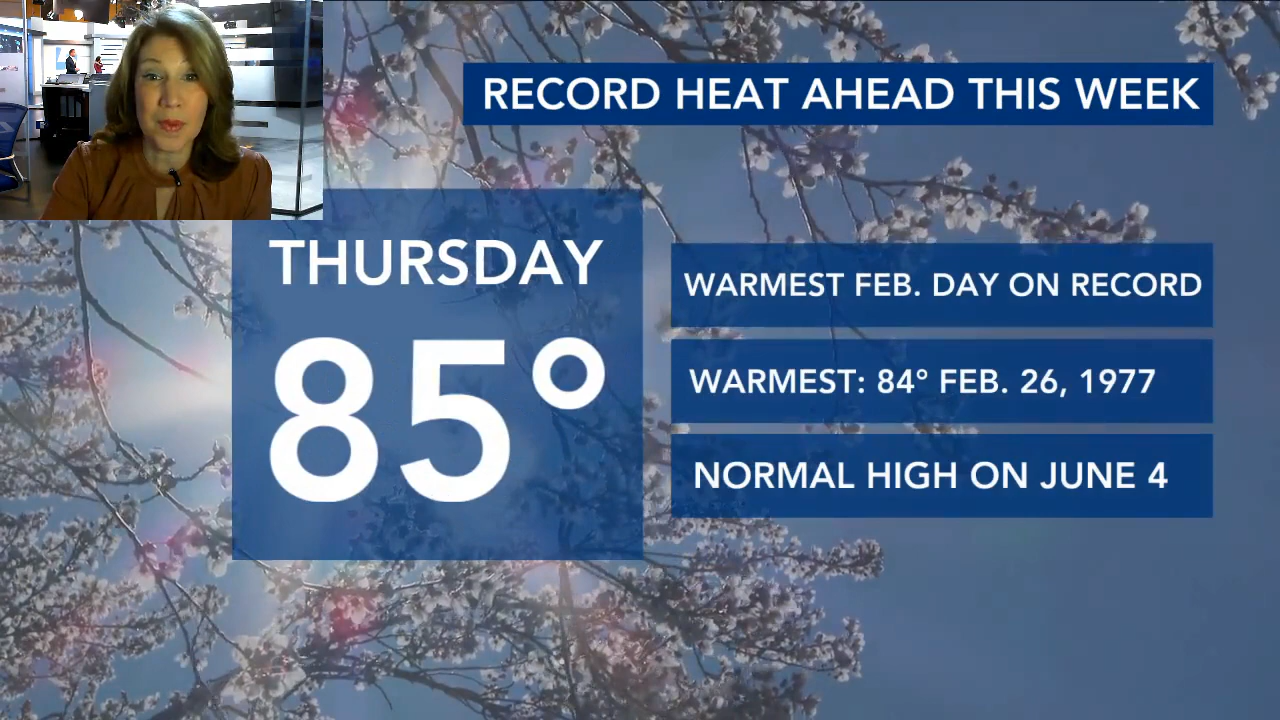 RECORD HEAT AHEAD THIS WEEK
THURSDAY
85°
WARMEST FEB. DAY ON RECORD
WARMEST: 84° FEB. 26, 1977
NORMAL HIGH ON JUNE 4